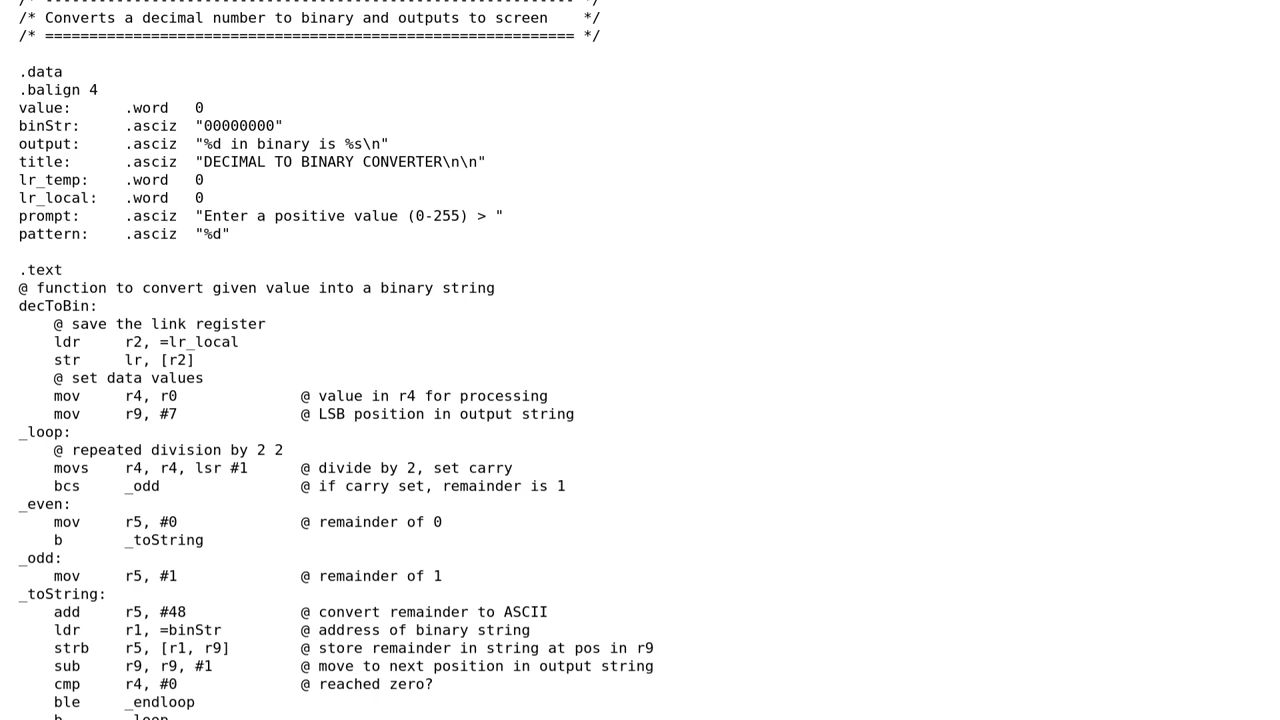 /* ============================================================ */
/* Converts a decimal number to binary and outputs to screen    */
/* ============================================================ */

.data
.balign 4
value:      .word   0
binStr:     .asciz  "00000000"
output:     .asciz  "%d in binary is %s\n"
title:      .asciz  "DECIMAL TO BINARY CONVERTER\n\n"
lr_temp:    .word   0
lr_local:   .word   0
prompt:     .asciz  "Enter a positive value (0-255) > "
pattern:    .asciz  "%d"

.text
@ function to convert given value into a binary string
decToBin:
    @ save the link register
    ldr     r2, =lr_local
    str     lr, [r2]
    @ set data values
    mov     r4, r0              @ value in r4 for processing
    mov     r9, #7              @ LSB position in output string
_loop:
    @ repeated division by 2 2
    movs    r4, r4, lsr #1      @ divide by 2, set carry
    bcs     _odd                @ if carry set, remainder is 1
_even:
    mov     r5, #0              @ remainder of 0
    b       _toString
_odd:
    mov     r5, #1              @ remainder of 1
_toString:
    add     r5, #48             @ convert remainder to ASCII
    ldr     r1, =binStr         @ address of binary string
    strb    r5, [r1, r9]        @ store remainder in string at pos in r9
    sub     r9, r9, #1          @ move to next position in output string
    cmp     r4, #0              @ reached zero?
    ble     _endloop
    b       _loop